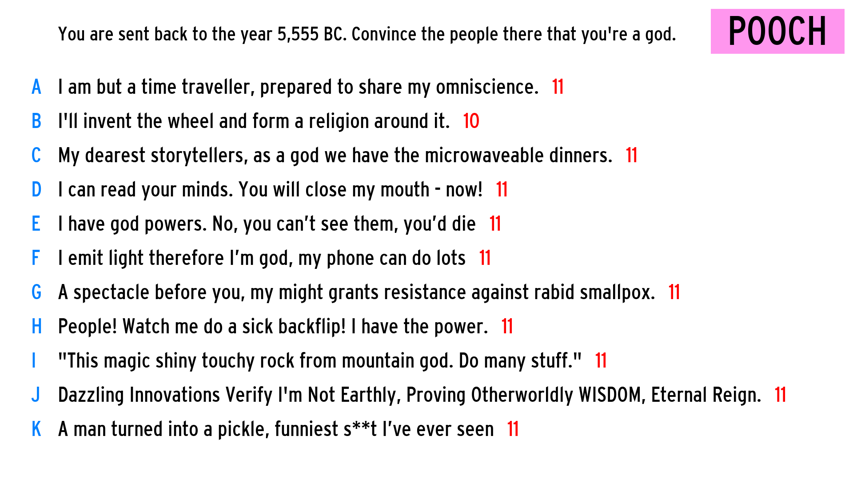 You are sent back to the year 5,555 BC. Convince the people there that you're a god.
POOCH
A I am but a time traveller, prepared to share my omniscience. 11
B I'll invent the wheel and form a religion around it. 10
C My dearest storytellers, as a god we have the microwaveable dinners. 11
D I can read your minds. You will close my mouth - now! 11
E I have god powers. No, you can’t see them, you’d die 11
F I emit light therefore I’m god, my phone can do lots 11
G A spectacle before you, my might grants resistance against rabid smallpox. 11
H People! Watch me do a sick backflip! I have the power. 11
I "This magic shiny touchy rock from mountain god. Do many stuff." 11
J Dazzling Innovations Verify I'm Not Earthly, Proving Otherworldly WISDOM, Eternal Reign. 11
K A man turned into a pickle, funniest s**t I’ve ever seen 11